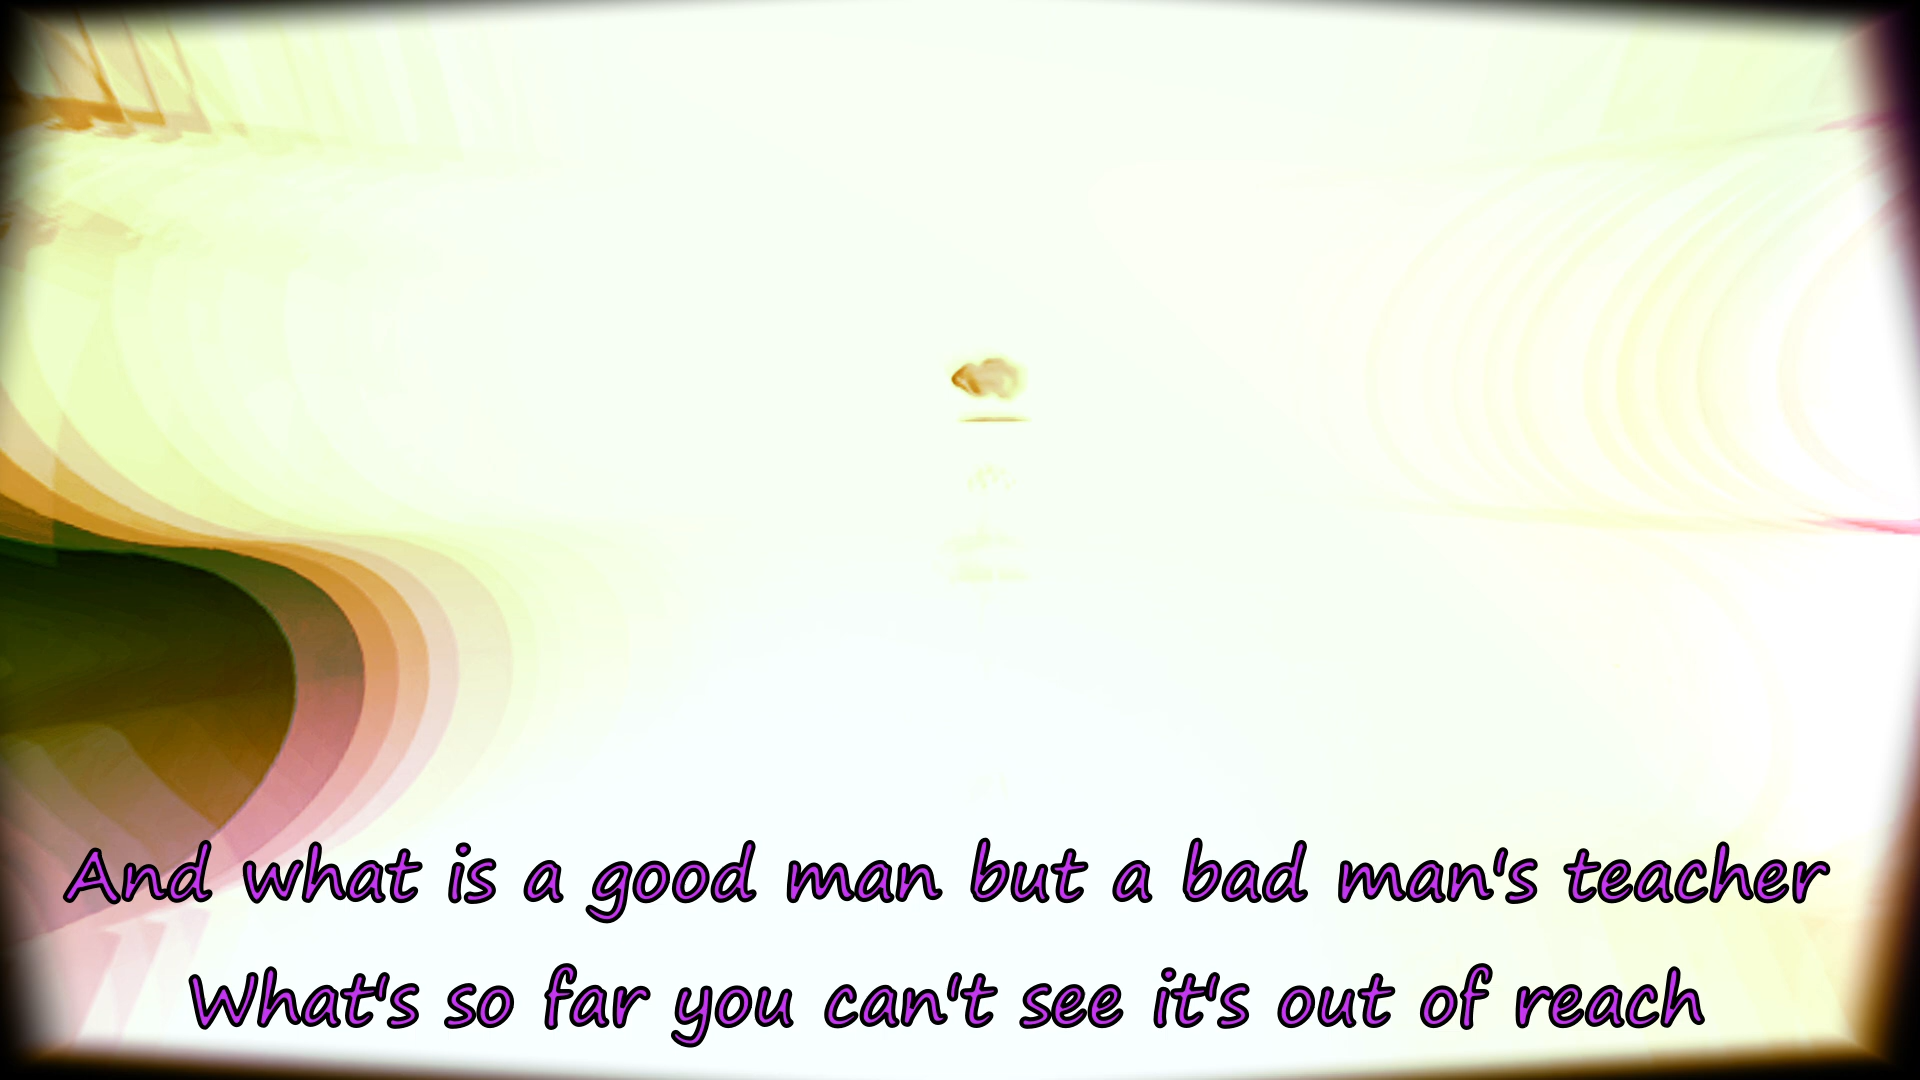 And what is a good man but a bad man's teacher
What's so far you can't see it's out of reach